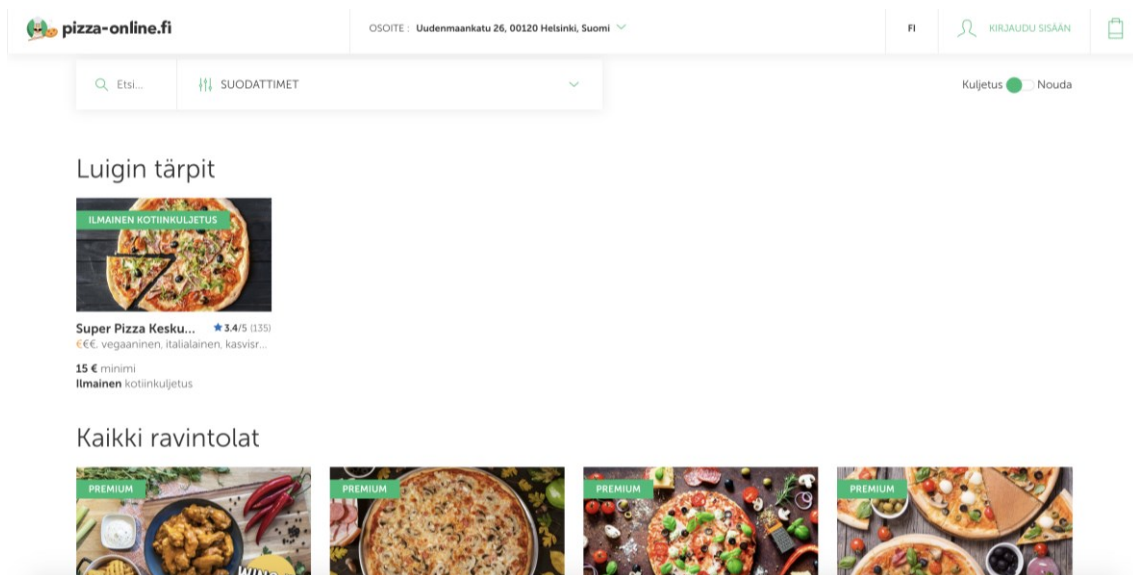 pizza-online.fi
OSOITE : Uudenmaankatu 26, 00120 Helsinki, Suomi
FI
KIRJAUDU SISÄÄN
Etsi...
SUODATTIMET
Kuljetus Nouda
Luigin tärpit
ILMAINEN KOTIINKULJETUS
Super Pizza Kesku... 3.4/5 (135)
€€€. vegaaninen, italialainen, kasvisr...
15 € minimi
Ilmainen kotiinkuljetus
Kaikki ravintolat
PREMIUM
PREMIUM
PREMIUM
PREMIUM